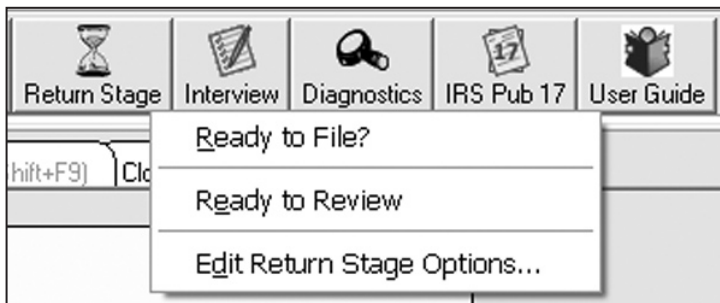 Return Stage Interview Diagnostics IRS Pub 17 User Guide
Ready to File?
hift+F9) Clo
Ready to Review
Edit Return Stage Options...